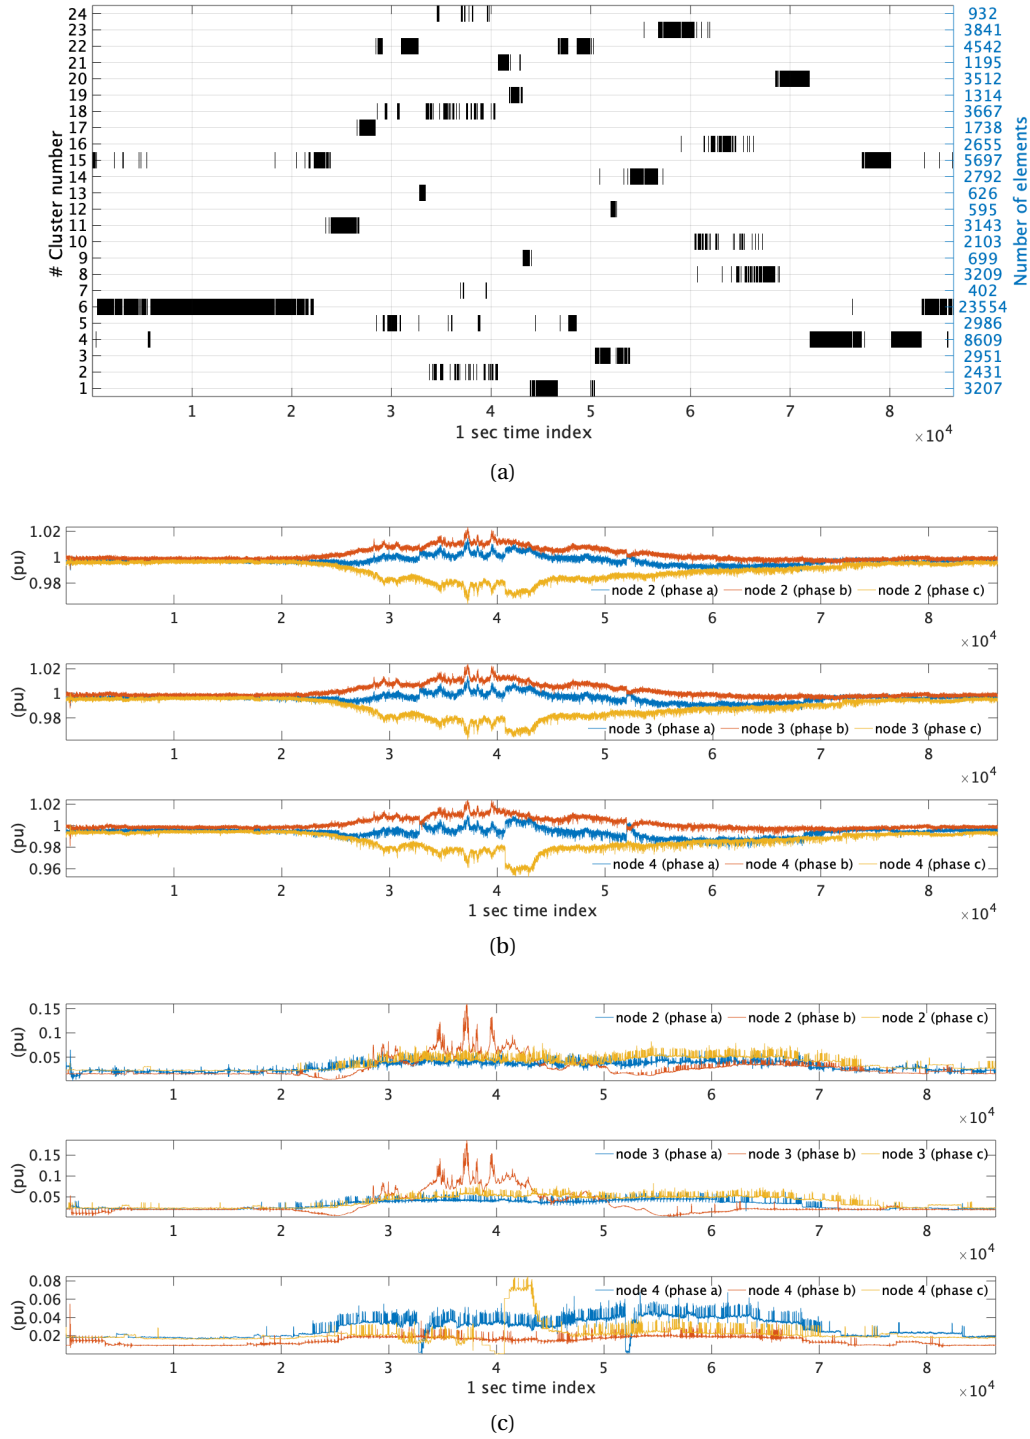 24 932
23 3841
22 4542
21 1195
20 3512
19 1314
18 3667
17 1738
16 2655
15 5697
14 2792
13 626
12 595
11 3143
10 2103
9 699
8 3209
7 402
6 23554
5 2986
4 8609
3 2951
2 2431
1 3207
# Cluster number
Number of elements
1 2 3 4 5 6 7 8
1 sec time index
×10^4
(a)
1.02
1
0.98
(pu)
node 2 (phase a) node 2 (phase b) node 2 (phase c)
1 2 3 4 5 6 7 8
×10^4
1.02
1
0.98
(pu)
node 3 (phase a) node 3 (phase b) node 3 (phase c)
1 2 3 4 5 6 7 8
×10^4
1.02
1
0.98
0.96
(pu)
node 4 (phase a) node 4 (phase b) node 4 (phase c)
1 2 3 4 5 6 7 8
1 sec time index
×10^4
(b)
0.15
0.1
0.05
(pu)
node 2 (phase a) node 2 (phase b) node 2 (phase c)
1 2 3 4 5 6 7 8
×10^4
0.15
0.1
0.05
(pu)
node 3 (phase a) node 3 (phase b) node 3 (phase c)
1 2 3 4 5 6 7 8
×10^4
0.08
0.06
0.04
0.02
(pu)
node 4 (phase a) node 4 (phase b) node 4 (phase c)
1 2 3 4 5 6 7 8
1 sec time index
×10^4
(c)